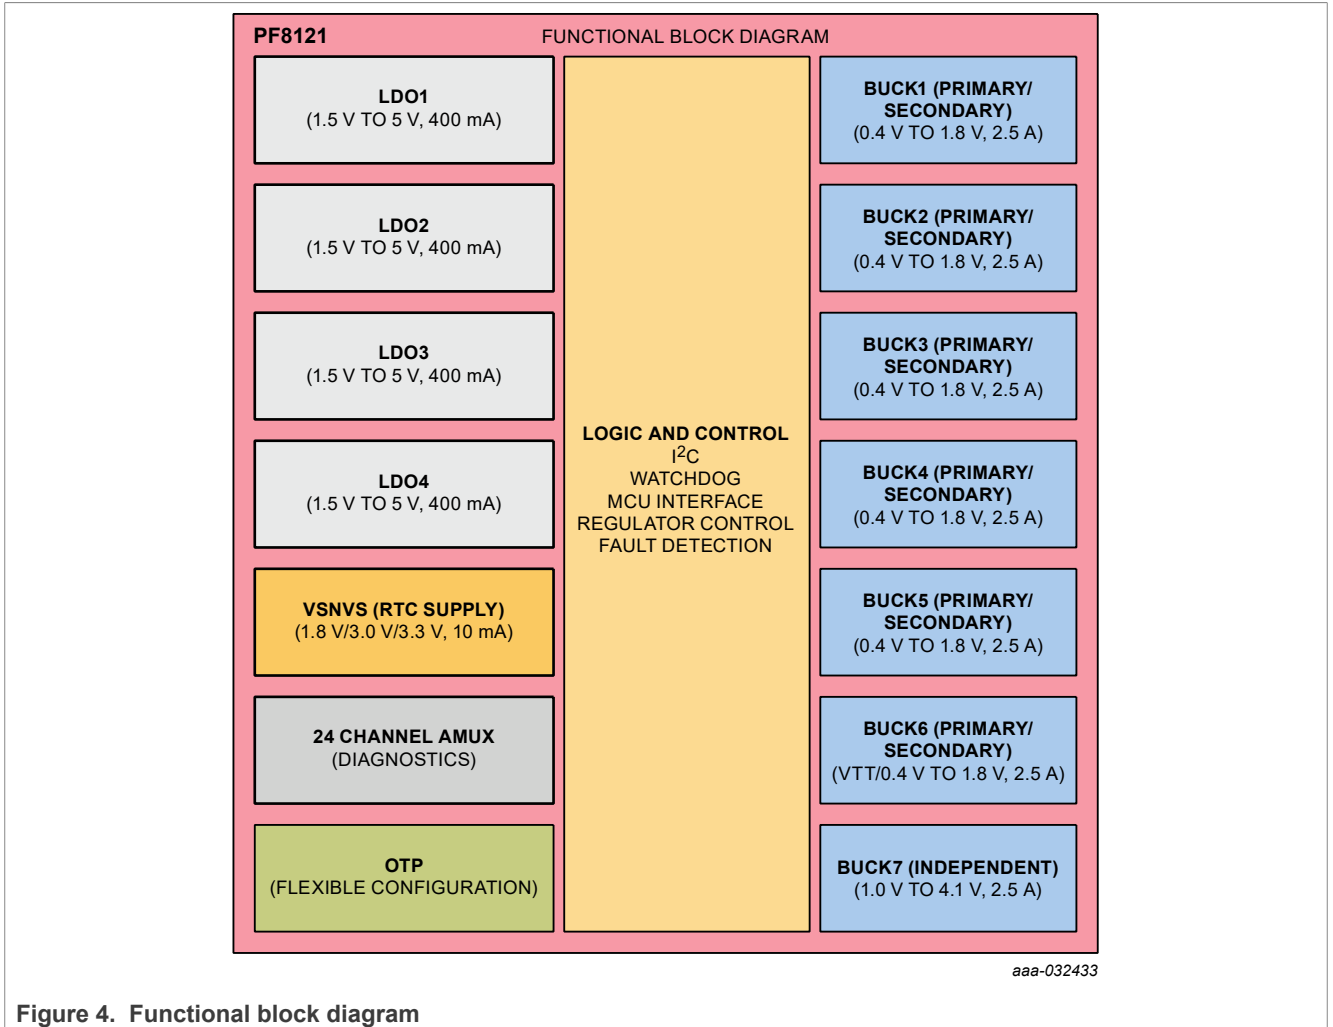 PF8121
FUNCTIONAL BLOCK DIAGRAM
LDO1
(1.5 V TO 5 V, 400 mA)
LDO2
(1.5 V TO 5 V, 400 mA)
LDO3
(1.5 V TO 5 V, 400 mA)
LDO4
(1.5 V TO 5 V, 400 mA)
VSNVS (RTC SUPPLY)
(1.8 V/3.0 V/3.3 V, 10 mA)
24 CHANNEL AMUX
(DIAGNOSTICS)
OTP
(FLEXIBLE CONFIGURATION)
LOGIC AND CONTROL
I²C
WATCHDOG
MCU INTERFACE
REGULATOR CONTROL
FAULT DETECTION
BUCK1 (PRIMARY/
SECONDARY)
(0.4 V TO 1.8 V, 2.5 A)
BUCK2 (PRIMARY/
SECONDARY)
(0.4 V TO 1.8 V, 2.5 A)
BUCK3 (PRIMARY/
SECONDARY)
(0.4 V TO 1.8 V, 2.5 A)
BUCK4 (PRIMARY/
SECONDARY)
(0.4 V TO 1.8 V, 2.5 A)
BUCK5 (PRIMARY/
SECONDARY)
(0.4 V TO 1.8 V, 2.5 A)
BUCK6 (PRIMARY/
SECONDARY)
(VTT/0.4 V TO 1.8 V, 2.5 A)
BUCK7 (INDEPENDENT)
(1.0 V TO 4.1 V, 2.5 A)
aaa-032433
Figure 4. Functional block diagram